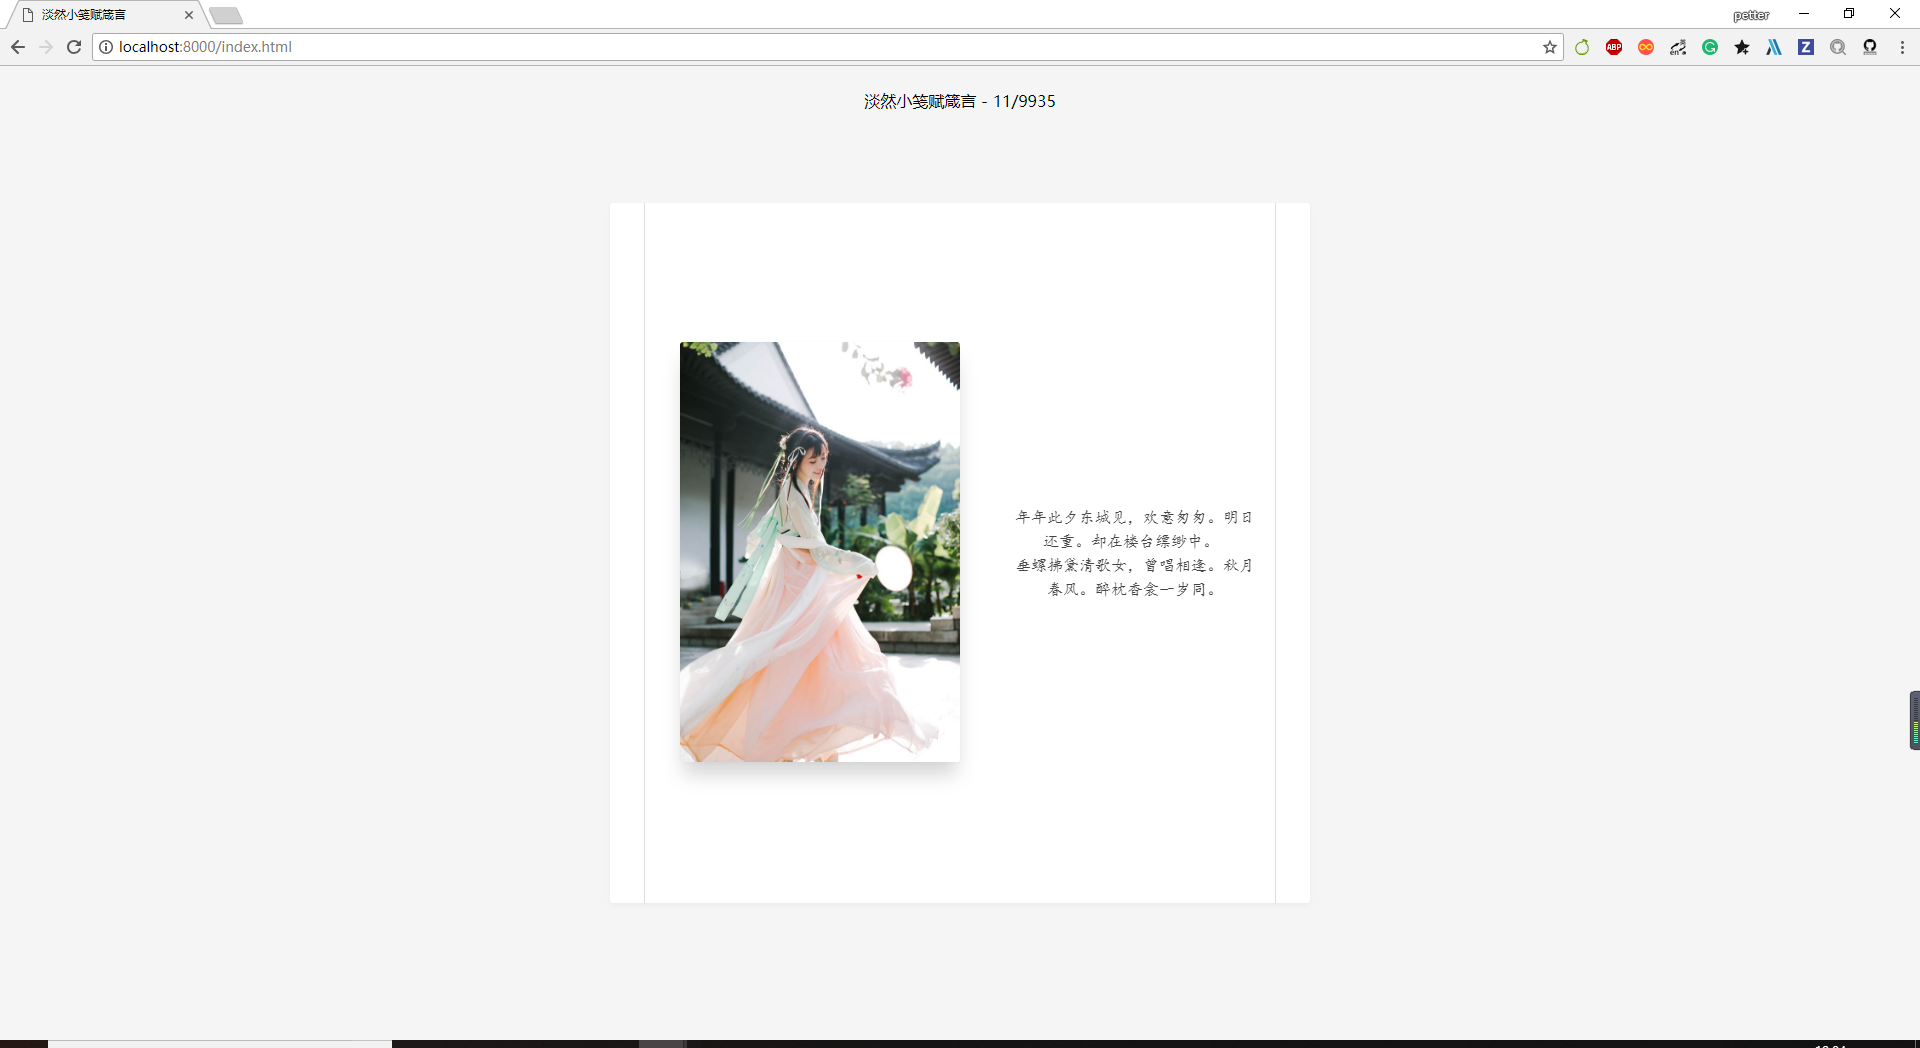 淡然小笺赋箴言
petter
localhost:8000/index.html
ABP
en
英
Z
淡然小笺赋箴言 - 11/9935
年年此夕东城见，欢意匆匆。明日
还重。却在楼台缥缈中。
垂螺拂黛清歌女，曾唱相逢。秋月
春风。醉枕香衾一岁同。